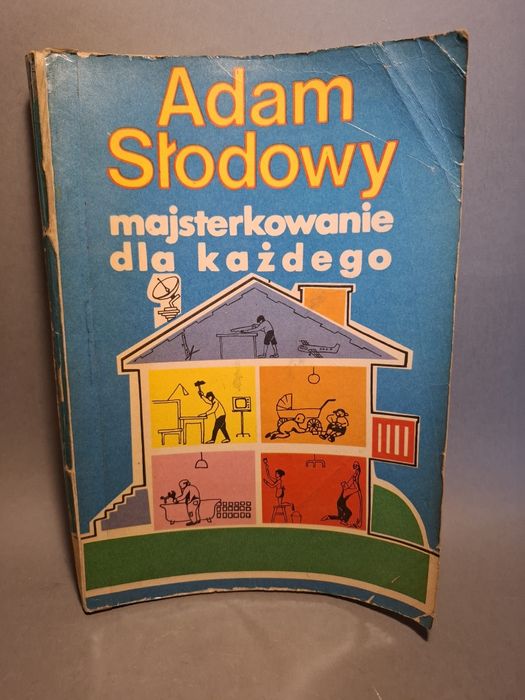 Adam
Słodowy
majsterkowanie
dla każdego